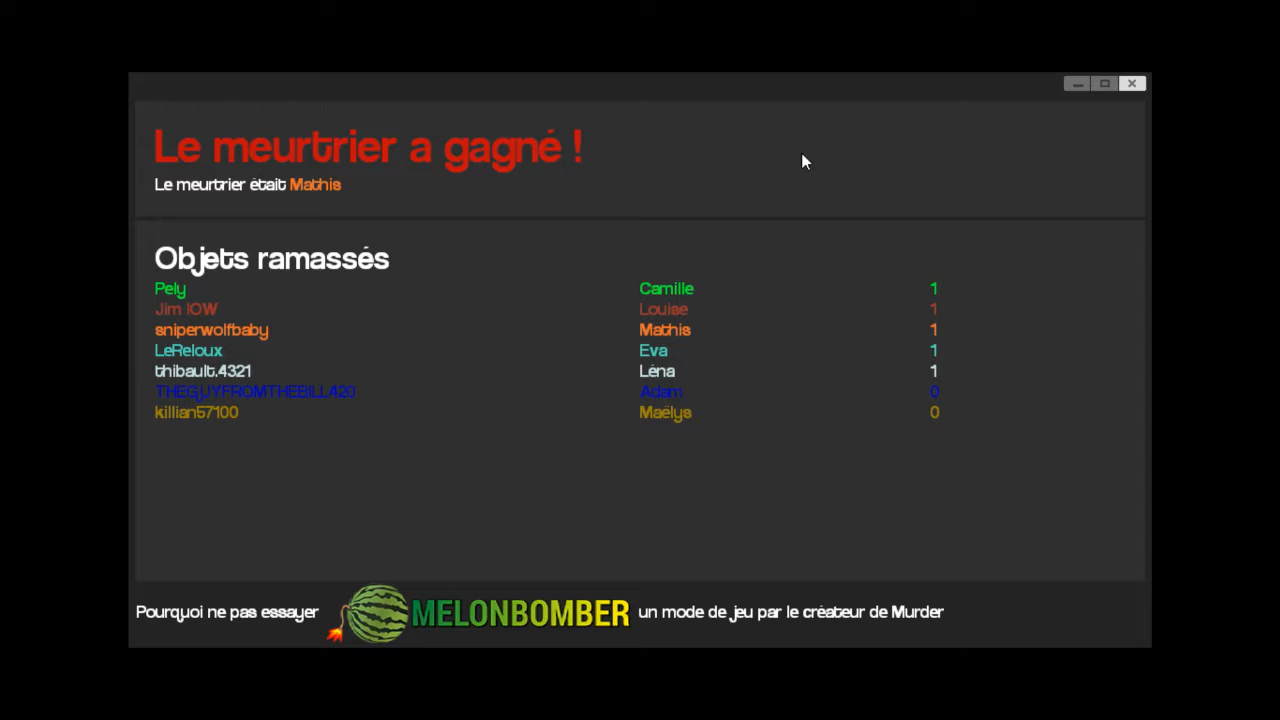 Le meurtrier a gagné !
Le meurtrier était Mathis
Objets ramassés
Pely Camille 1
Jim IOW Louise 1
sniperwolfbaby Mathis 1
LeReloux Eva 1
thibault.4321 Léna 1
THEGUYFROMTHEBILL420 Adam 0
killian57100 Maëlys 0
Pourquoi ne pas essayer MELONBOMBER un mode de jeu par le créateur de Murder